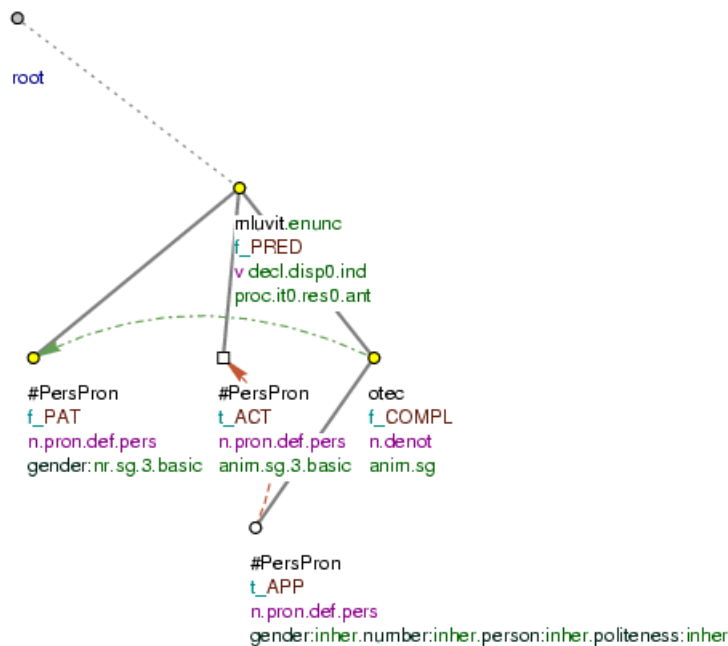 root
mluvit.enunc
f_PRED
v decl.disp0.ind
proc.it0.res0.ant
#PersPron
f_PAT
n.pron.def.pers
gender:nr.sg.3.basic
#PersPron
t_ACT
n.pron.def.pers
anim.sg.3.basic
otec
f_COMPL
n.denot
anim.sg
#PersPron
t_APP
n.pron.def.pers
gender:inher.number:inher.person:inher.politeness:inher